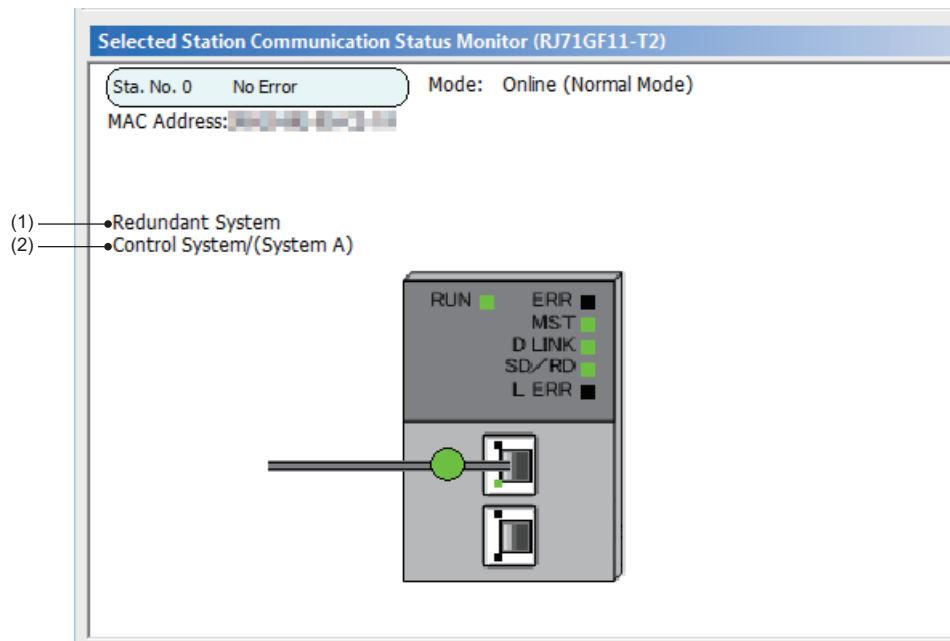 Selected Station Communication Status Monitor (RJ71GF11-T2)
Sta. No. 0 No Error Mode: Online (Normal Mode)
MAC Address:
(1) Redundant System
(2) Control System/(System A)
RUN ERR
MST
D LINK
SD/RD
L ERR